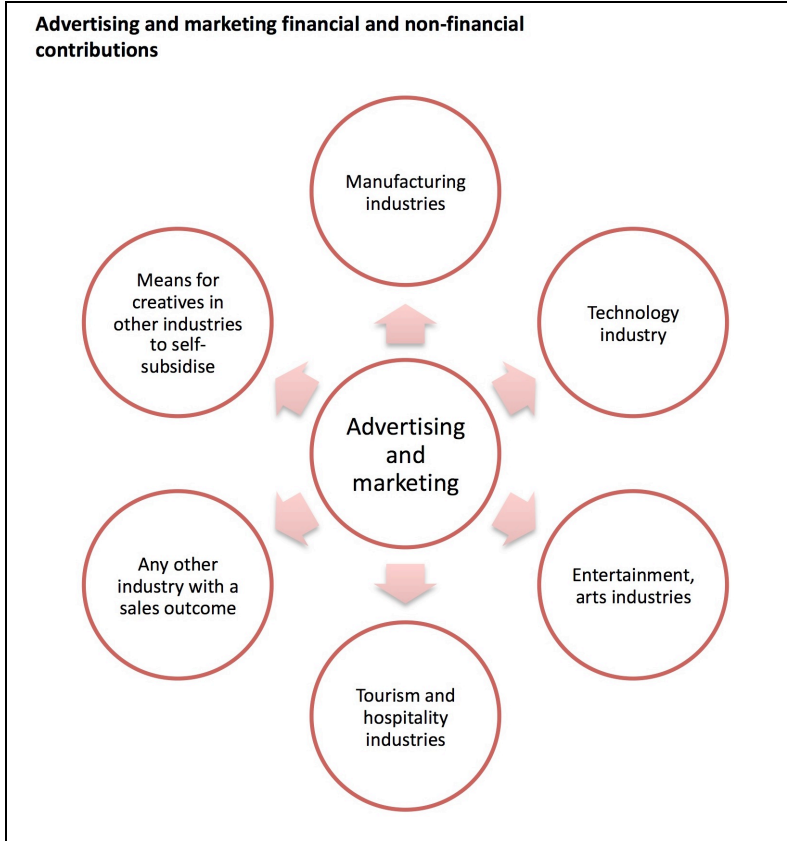 Advertising and marketing financial and non-financial
contributions
Manufacturing
industries
Means for
creatives in
other industries
to self-
subsidise
Technology
industry
Advertising
and
marketing
Any other
industry with a
sales outcome
Entertainment,
arts industries
Tourism and
hospitality
industries